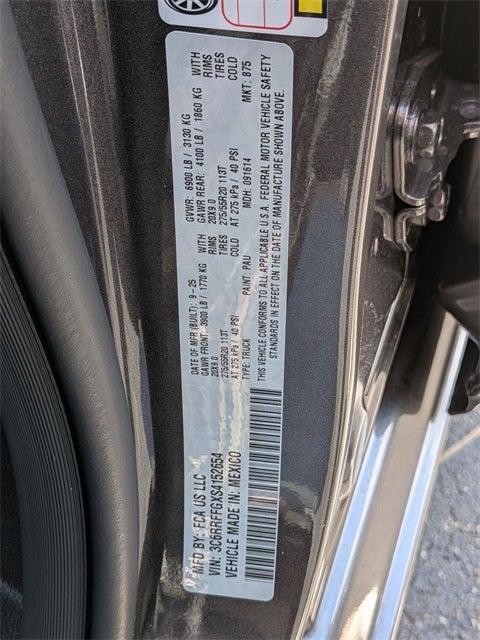 MFD BY: FCA US LLC
VIN: 3C6RRFFGXS4152654
VEHICLE MADE IN: MEXICO
DATE OF MFR (BUILT): 9-25 GVWR: 6900 LB / 3130 KG
GAWR FRONT: 3900 LB / 1770 KG WITH GAWR REAR: 4100 LB / 1860 KG WITH
20X9.0 RIMS 20X9.0 RIMS
275/55R20 113T TIRES 275/55R20 113T TIRES
AT 275 kPa / 40 PSI COLD AT 275 kPa / 40 PSI COLD
TYPE: TRUCK PAINT: PAU MDH: 091614 MKT: 875
THIS VEHICLE CONFORMS TO ALL APPLICABLE U.S.A. FEDERAL MOTOR VEHICLE SAFETY
STANDARDS IN EFFECT ON THE DATE OF MANUFACTURE SHOWN ABOVE.